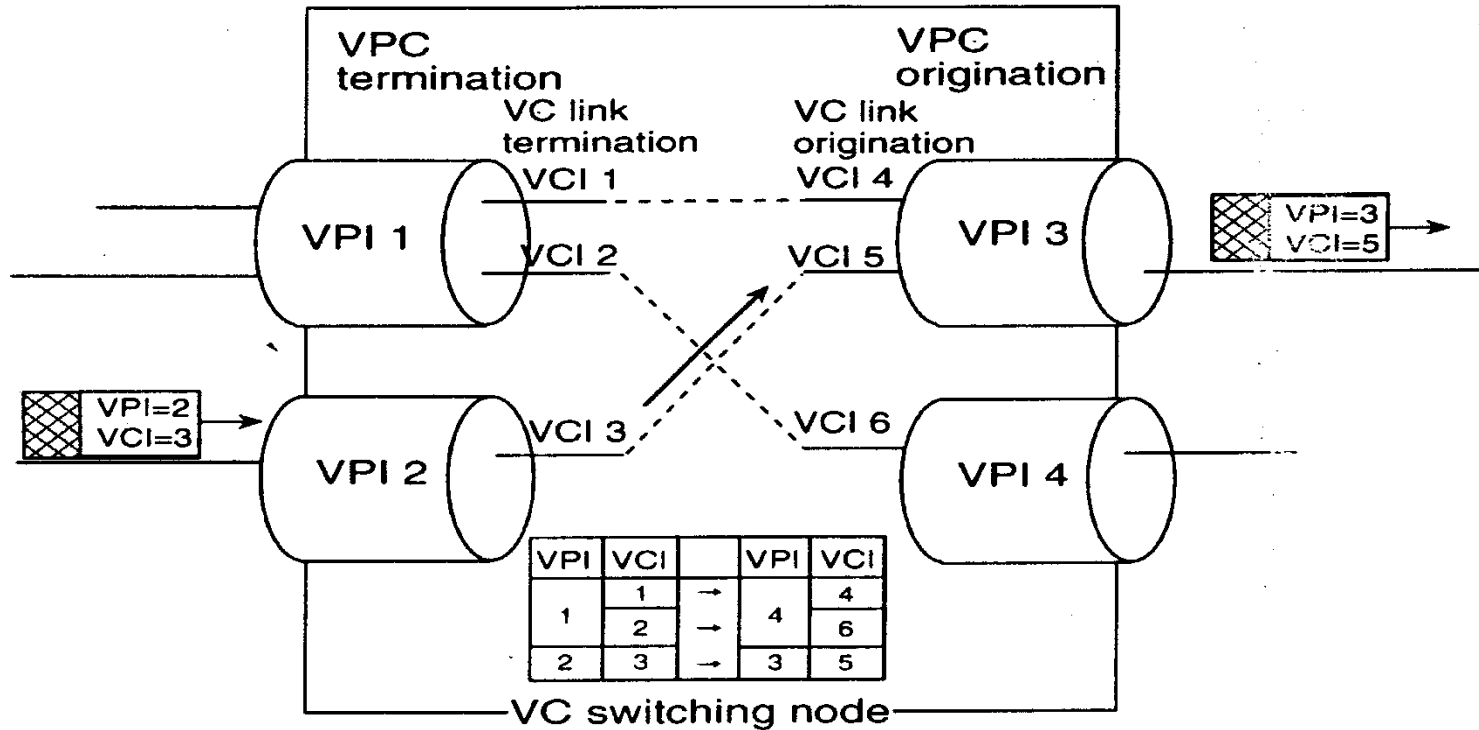 VPC
termination
VPC
origination
VC link
termination
VC link
origination
VCI 1
VCI 4
VPI 1
VCI 2
VCI 5
VPI 3
VPI=3
VCI=5
VPI=2
VCI=3
VPI 2
VCI 3
VCI 6
VPI 4
VPI VCI VPI VCI
1 1 → 4 4
2 → 6
2 3 → 3 5
VC switching node